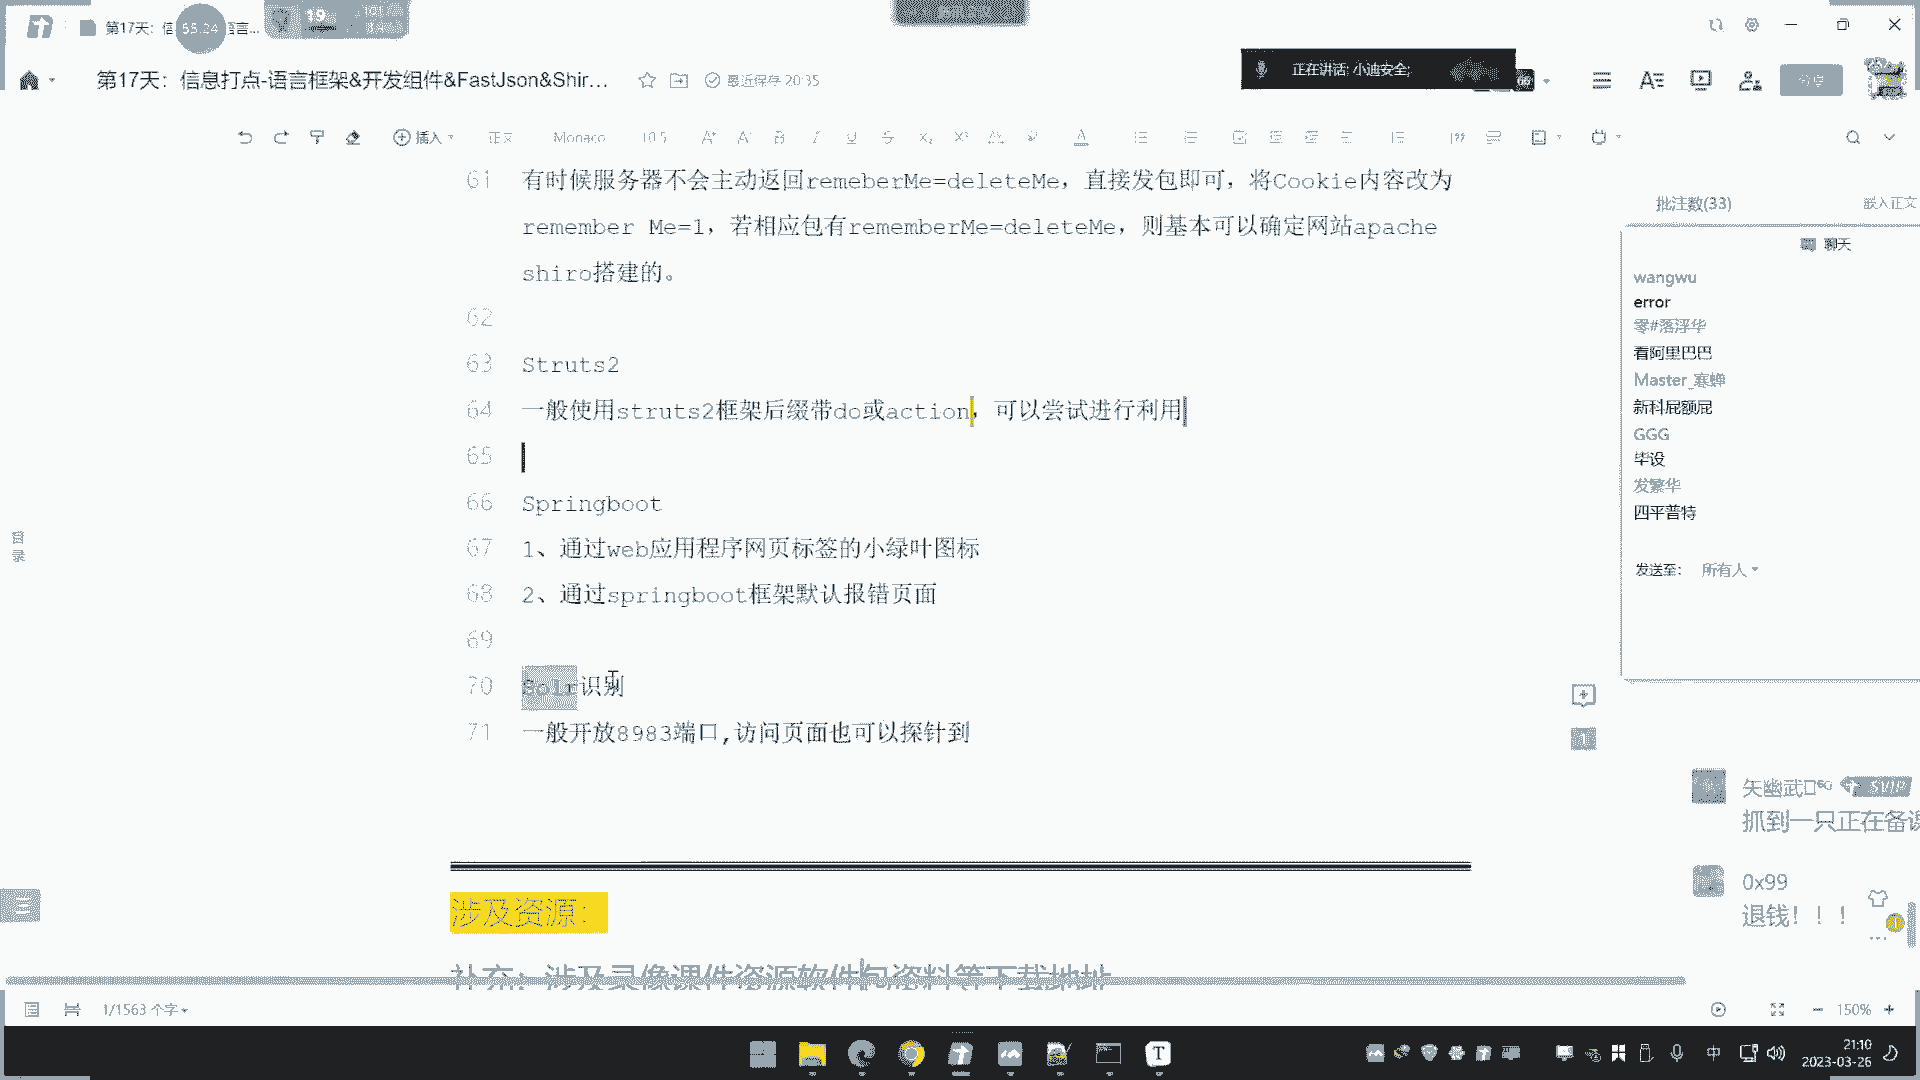 第17天：信
语言...
55:24
19
第17天：信息打点-语言框架&开发组件&FastJson&Shir...
最近保存 20:35
正在讲话: 小迪安全;
分享
插入
正文
Monaco
10.5
61 有时候服务器不会主动返回remeberMe=deleteMe，直接发包即可，将Cookie内容改为
remember Me=1，若相应包有rememberMe=deleteMe，则基本可以确定网站apache
shiro搭建的。
62
63 Struts2
64 一般使用struts2框架后缀带do或action，可以尝试进行利用
65
66 Springboot
67 1、通过web应用程序网页标签的小绿叶图标
68 2、通过springboot框架默认报错页面
69
70 Solr识别
71 一般开放8983端口,访问页面也可以探针到
涉及资源：
补充：涉及录像课件资源软件包资料等下载地址
目录
批注数(33)
嵌入正文
聊天
wangwu
error
零#落浮华
看阿里巴巴
Master_寒蝉
新科屁额屁
GGG
毕设
发繁华
四平普特
发送至： 所有人
1
矢幽武
SVIP
抓到一只正在备课
0x99
退钱！！！
1/1563 个字
150%
中
21:10
2023-03-26